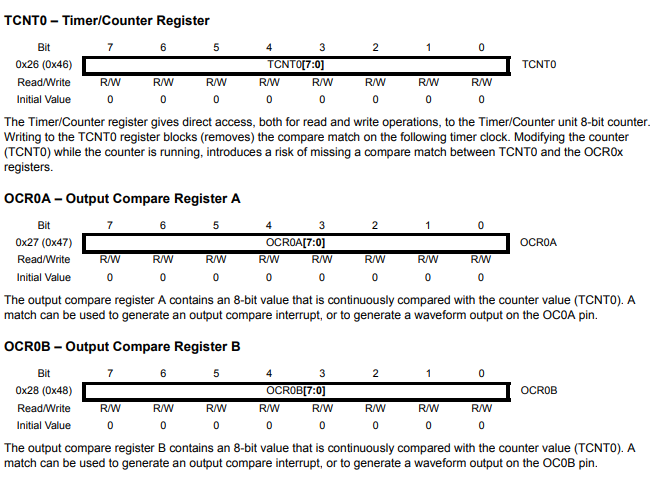 TCNT0 – Timer/Counter Register
Bit 7 6 5 4 3 2 1 0
0x26 (0x46) TCNT0[7:0] TCNT0
Read/Write R/W R/W R/W R/W R/W R/W R/W R/W
Initial Value 0 0 0 0 0 0 0 0
The Timer/Counter register gives direct access, both for read and write operations, to the Timer/Counter unit 8-bit counter.
Writing to the TCNT0 register blocks (removes) the compare match on the following timer clock. Modifying the counter
(TCNT0) while the counter is running, introduces a risk of missing a compare match between TCNT0 and the OCR0x
registers.
OCR0A – Output Compare Register A
Bit 7 6 5 4 3 2 1 0
0x27 (0x47) OCR0A[7:0] OCR0A
Read/Write R/W R/W R/W R/W R/W R/W R/W R/W
Initial Value 0 0 0 0 0 0 0 0
The output compare register A contains an 8-bit value that is continuously compared with the counter value (TCNT0). A
match can be used to generate an output compare interrupt, or to generate a waveform output on the OC0A pin.
OCR0B – Output Compare Register B
Bit 7 6 5 4 3 2 1 0
0x28 (0x48) OCR0B[7:0] OCR0B
Read/Write R/W R/W R/W R/W R/W R/W R/W R/W
Initial Value 0 0 0 0 0 0 0 0
The output compare register B contains an 8-bit value that is continuously compared with the counter value (TCNT0). A
match can be used to generate an output compare interrupt, or to generate a waveform output on the OC0B pin.